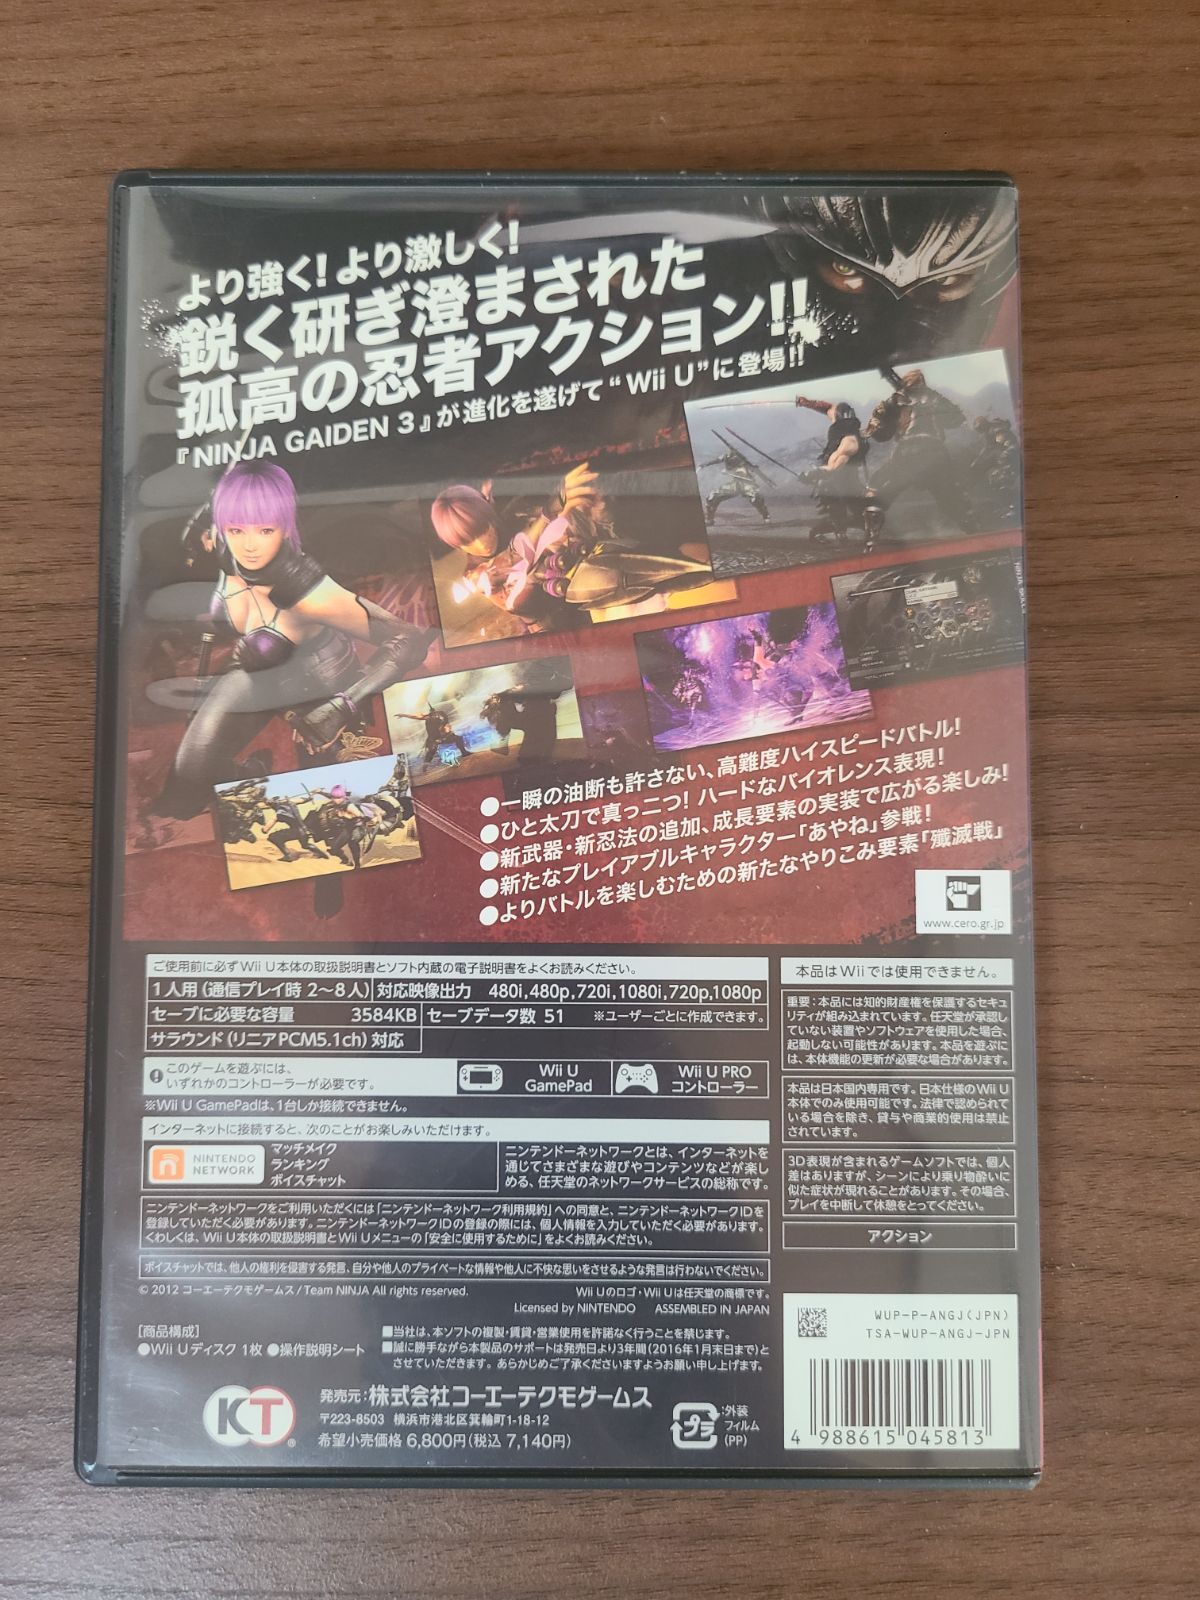 より強く!より激しく!
鋭く研ぎ澄まされた
孤高の忍者アクション!!
『NINJA GAIDEN 3』が進化を遂げて“Wii U”に登場!!
●一瞬の油断も許さない、高難度ハイスピードバトル!
●ひと太刀で真っ二つ! ハードなバイオレンス表現!
●新武器・新忍法の追加、成長要素の実装で広がる楽しみ!
●新たなプレイアブルキャラクター「あやね」参戦!
●よりバトルを楽しむための新たなやりこみ要素「殲滅戦」
www.cero.gr.jp
ご使用前に必ずWii U本体の取扱説明書とソフト内蔵の電子説明書をよくお読みください。
1人用(通信プレイ時 2〜8人) 対応映像出力 480i,480p,720i,1080i,720p,1080p
セーブに必要な容量 3584KB セーブデータ数 51 ※ユーザーごとに作成できます。
サラウンド(リニアPCM5.1ch)対応
このゲームを遊ぶには、
いずれかのコントローラーが必要です。
Wii U
GamePad
Wii U PRO
コントローラー
※Wii U GamePadは、1台しか接続できません。
インターネットに接続すると、次のことがお楽しみいただけます。
NINTENDO
NETWORK
マッチメイク
ランキング
ボイスチャット
ニンテンドーネットワークとは、インターネットを
通じてさまざまな遊びやコンテンツなどが楽し
める、任天堂のネットワークサービスの総称です。
ニンテンドーネットワークをご利用いただくには「ニンテンドーネットワーク利用規約」への同意と、ニンテンドーネットワークIDを
登録していただく必要があります。ニンテンドーネットワークIDの登録の際には、個人情報を入力していただく必要があります。
くわしくは、Wii U本体の取扱説明書とWii Uメニューの「安全に使用するために」をよくお読みください。
ボイスチャットでは、他人の権利を侵害する発言、自分や他人のプライベートな情報や他人に不快な思いをさせるような発言は行わないでください。
© 2012 コーエーテクモゲームス/Team NINJA All rights reserved.
Wii Uのロゴ・Wii Uは任天堂の商標です。
Licensed by NINTENDO ASSEMBLED IN JAPAN
[商品構成]
●Wii Uディスク 1枚 ●操作説明シート
■当社は、本ソフトの複製・賃貸・営業使用を許諾なく行うことを禁じます。
■誠に勝手ながら本製品のサポートは発売日より3年間(2016年1月末日まで)と
させていただきます。あらかじめご了承くださいますようお願い申し上げます。
KT
発売元:株式会社コーエーテクモゲームス
〒223-8503 横浜市港北区箕輪町1-18-12
希望小売価格 6,800円(税込 7,140円)
プラ
:外装
フィルム
(PP)
本品はWiiでは使用できません。
重要:本品には知的財産権を保護するセキュ
リティが組み込まれています。任天堂が承認し
ていない装置やソフトウェアを使用した場合、
起動しない可能性があります。本品を遊ぶに
は、本体機能の更新が必要な場合があります。
本品は日本国内専用です。日本仕様のWii U
本体でのみ使用可能です。法律で認められて
いる場合を除き、貸与や商業的使用は禁止
されています。
3D表現が含まれるゲームソフトでは、個人
差はありますが、シーンにより乗り物酔いに
似た症状が現れることがあります。その場合、
プレイを中断して休憩をとってください。
アクション
WUP-P-ANGJ(JPN)
TSA-WUP-ANGJ-JPN
4 988615 045813